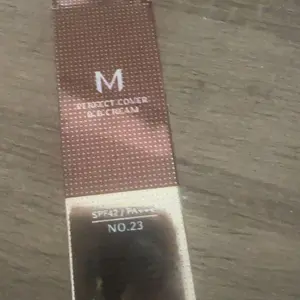 M
PERFECT COVER
B.B CREAM
SPF42 / PA+++
NO.23